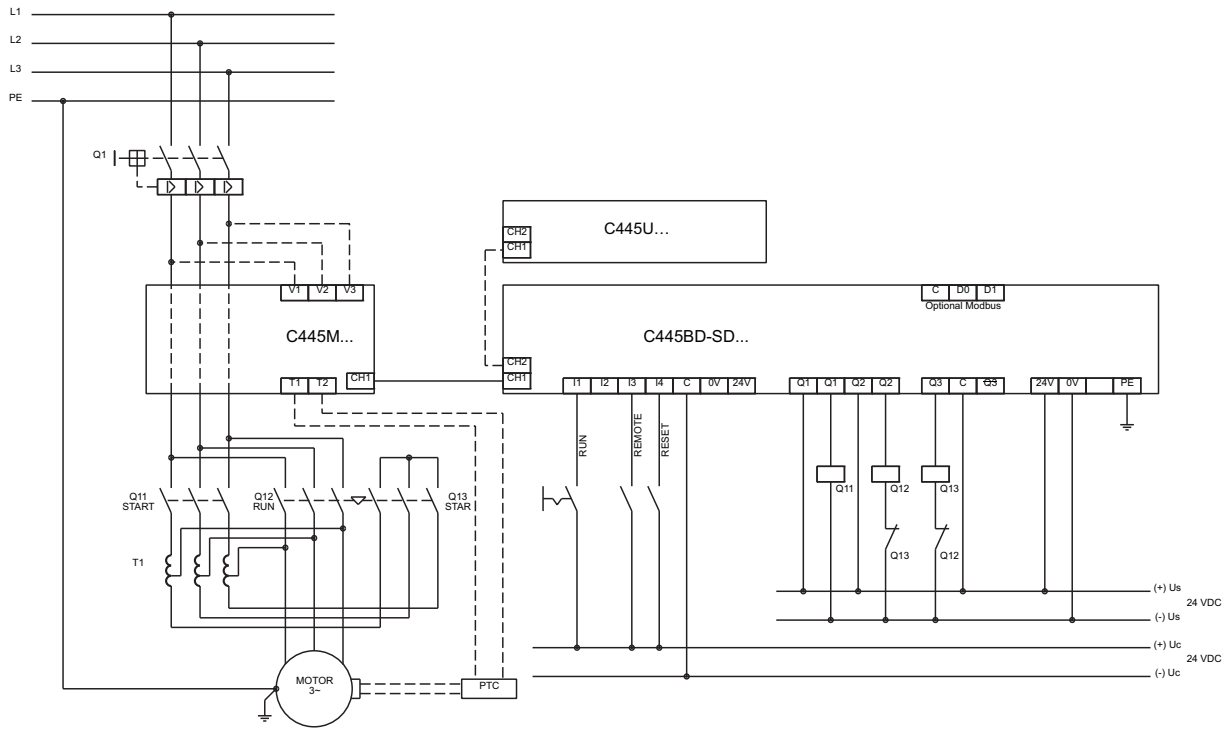 L1
L2
L3
PE
Q1
C445U...
CH2
CH1
V1 V2 V3
C445M...
T1 T2 CH1
C D0 D1
Optional Modbus
C445BD-SD...
CH2
CH1
I1 I2 I3 I4 C 0V 24V
Q1 Q1 Q2 Q2
Q3 C Q3
24V 0V PE
RUN
REMOTE
RESET
Q11
START
Q12
RUN
Q13
STAR
Q11
Q12
Q13
Q13
Q12
T1
(+) Us
24 VDC
(-) Us
(+) Uc
24 VDC
(-) Uc
MOTOR
3~
PTC